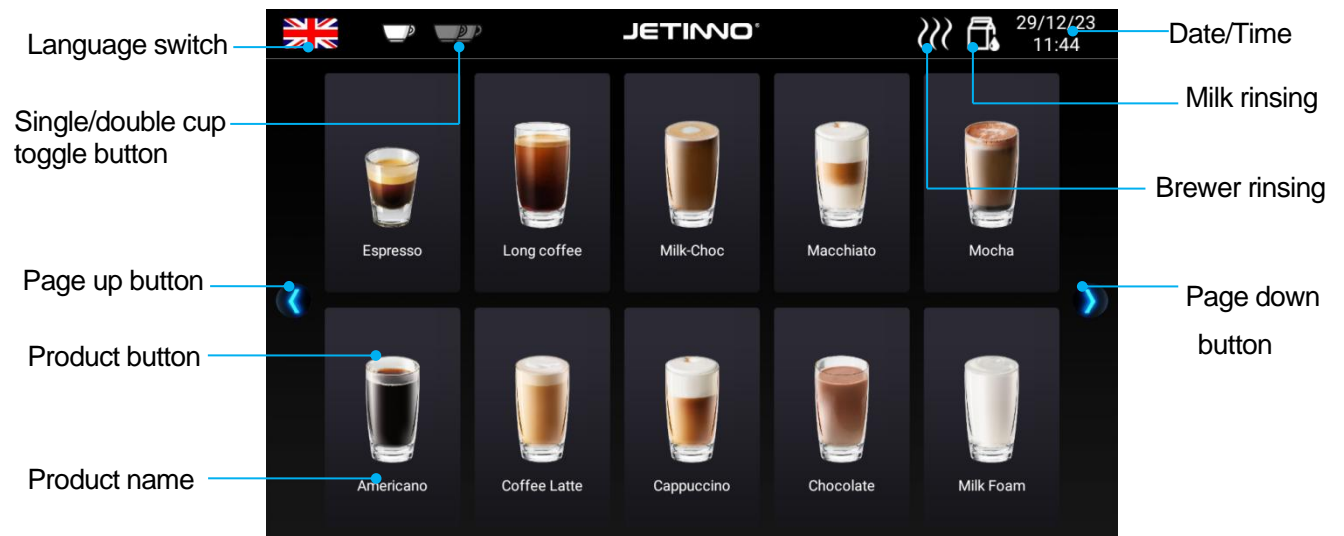 Language switch
JETINNO
29/12/23
11:44
Date/Time
Single/double cup
toggle button
Milk rinsing
Brewer rinsing
Espresso
Long coffee
Milk-Choc
Macchiato
Mocha
Page up button
Page down
button
Product button
Product name
Americano
Coffee Latte
Cappuccino
Chocolate
Milk Foam